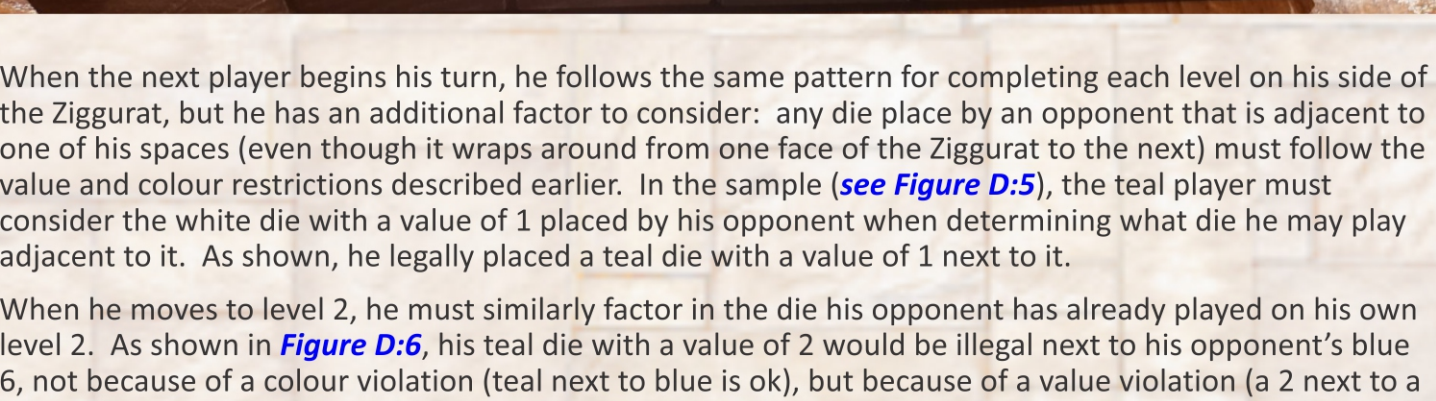 When the next player begins his turn, he follows the same pattern for completing each level on his side of
the Ziggurat, but he has an additional factor to consider:  any die place by an opponent that is adjacent to
one of his spaces (even though it wraps around from one face of the Ziggurat to the next) must follow the
value and colour restrictions described earlier.  In the sample (see Figure D:5), the teal player must
consider the white die with a value of 1 placed by his opponent when determining what die he may play
adjacent to it.  As shown, he legally placed a teal die with a value of 1 next to it.
When he moves to level 2, he must similarly factor in the die his opponent has already played on his own
level 2.  As shown in Figure D:6, his teal die with a value of 2 would be illegal next to his opponent’s blue
6, not because of a colour violation (teal next to blue is ok), but because of a value violation (a 2 next to a